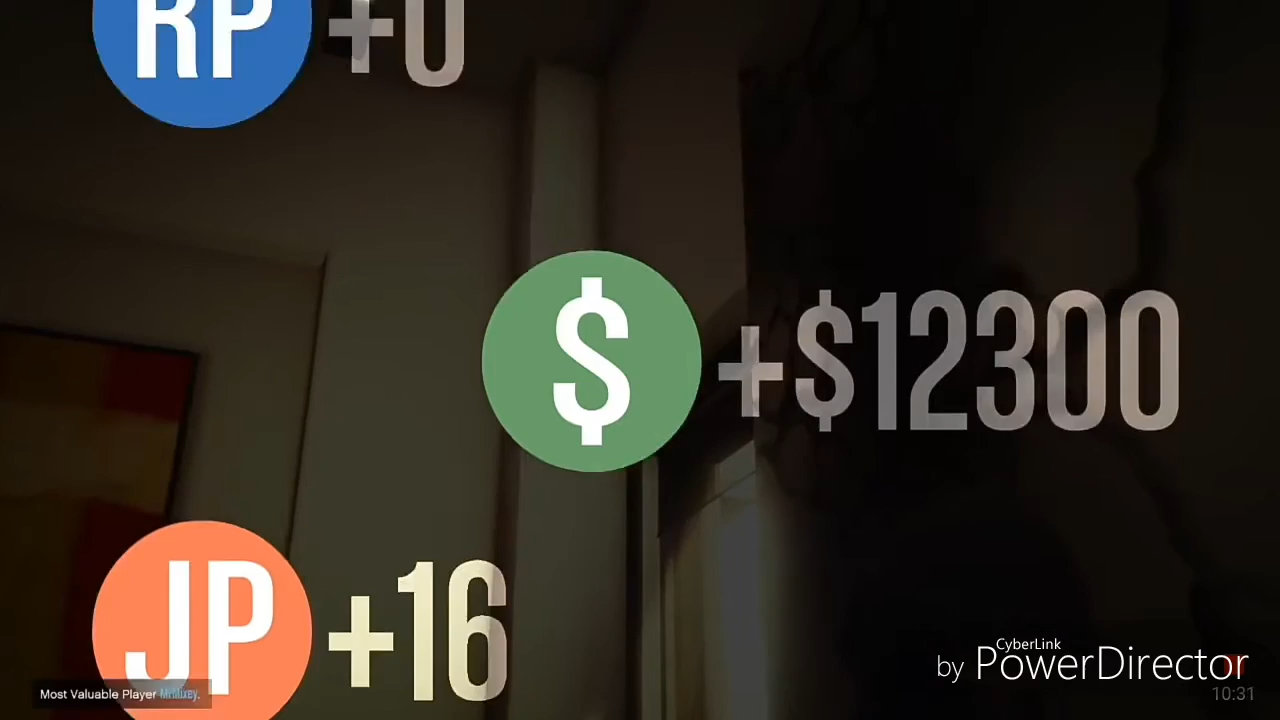 RP +0
$ +$12300
JP +16
Most Valuable Player
CyberLink
by PowerDirector
10:31